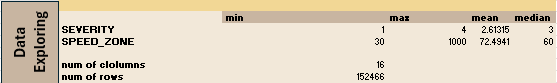 Data
Exploring
min max mean median
SEVERITY 1 4 2.61315 3
SPEED_ZONE 30 1000 72.4941 60
num of clolumns 16
num of rows 152466